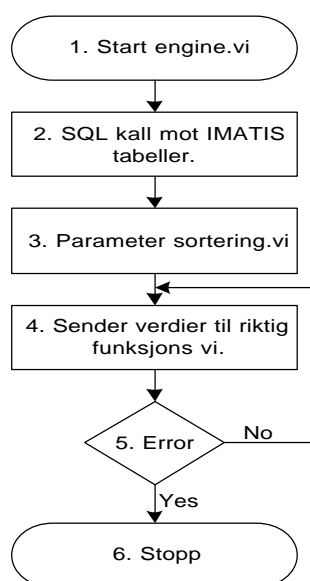 1. Start engine.vi
2. SQL kall mot IMATIS
tabeller.
3. Parameter sortering.vi
4. Sender verdier til riktig
funksjons vi.
5. Error
No
Yes
6. Stopp